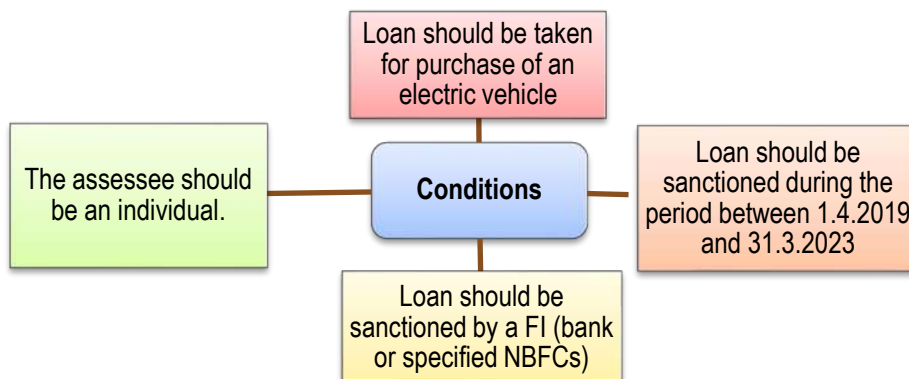 Loan should be taken
for purchase of an
electric vehicle
The assessee should
be an individual.
Conditions
Loan should be
sanctioned during the
period between 1.4.2019
and 31.3.2023
Loan should be
sanctioned by a FI (bank
or specified NBFCs)